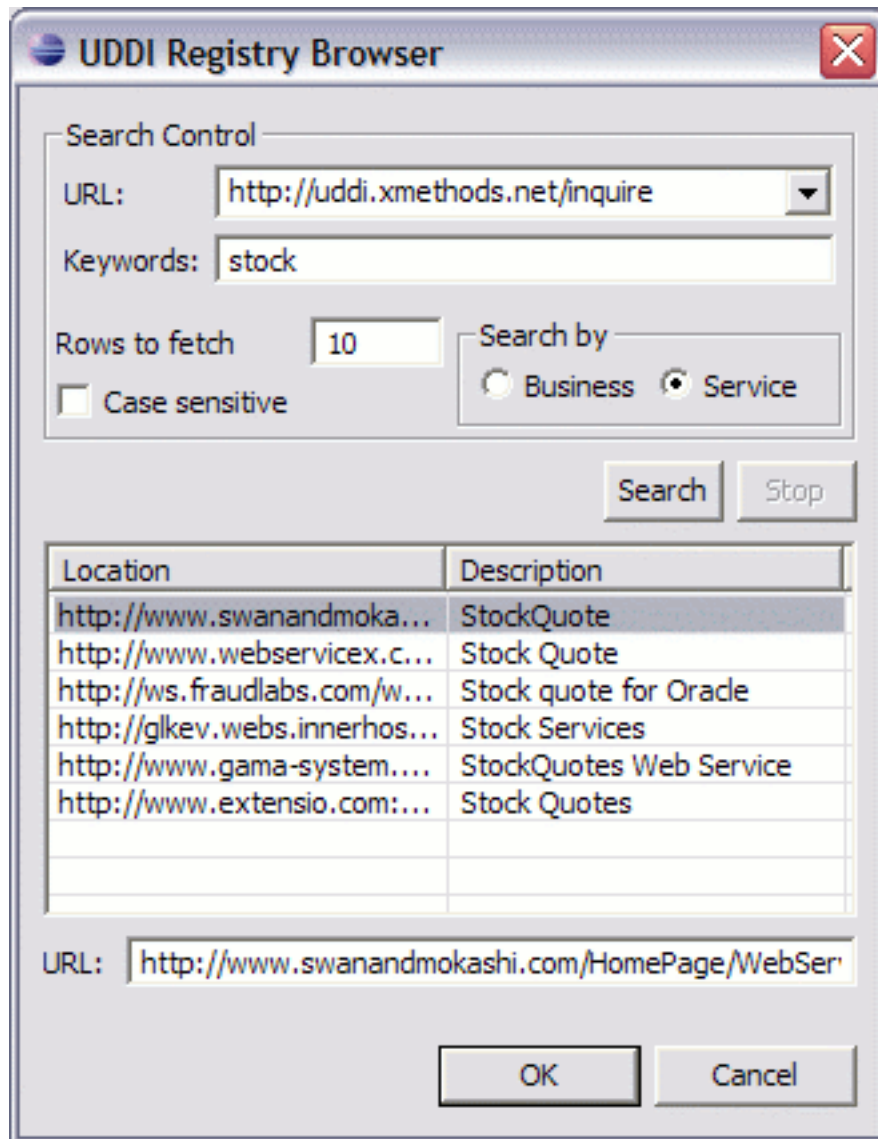 UDDI Registry Browser
Search Control
URL: http://uddi.xmethods.net/inquire
Keywords: stock
Rows to fetch 10
Search by
Business Service
Case sensitive
Search Stop
Location Description
http://www.swanandmoka... StockQuote
http://www.webservicex.c... Stock Quote
http://ws.fraudlabs.com/w... Stock quote for Oracle
http://glkev.webs.innerhos... Stock Services
http://www.gama-system.... StockQuotes Web Service
http://www.extensio.com:... Stock Quotes
URL: http://www.swanandmokashi.com/HomePage/WebServ
OK Cancel